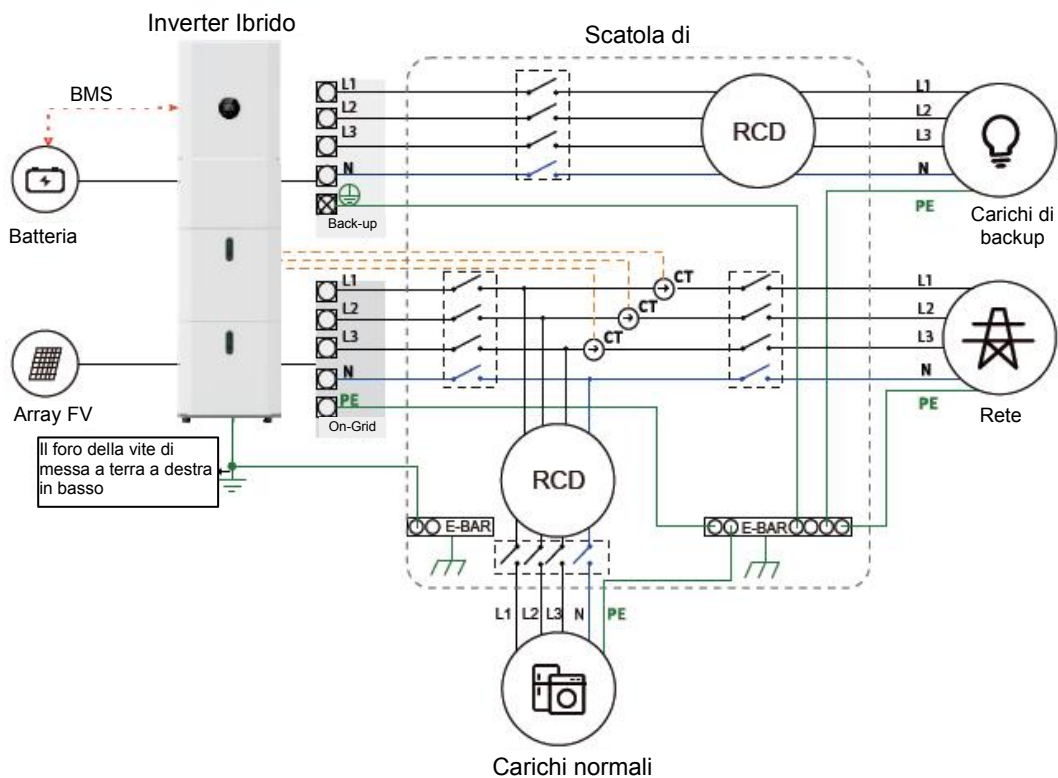 Inverter Ibrido
Scatola di
BMS
Batteria
L1
L2
L3
N
Back-up
RCD
L1
L2
L3
N
PE
Carichi di
backup
CT
CT
CT
L1
L2
L3
N
PE
On-Grid
L1
L2
L3
N
PE
Rete
Array FV
Il foro della vite di
messa a terra a destra
in basso
RCD
E-BAR
E-BAR
L1 L2 L3 N PE
Carichi normali